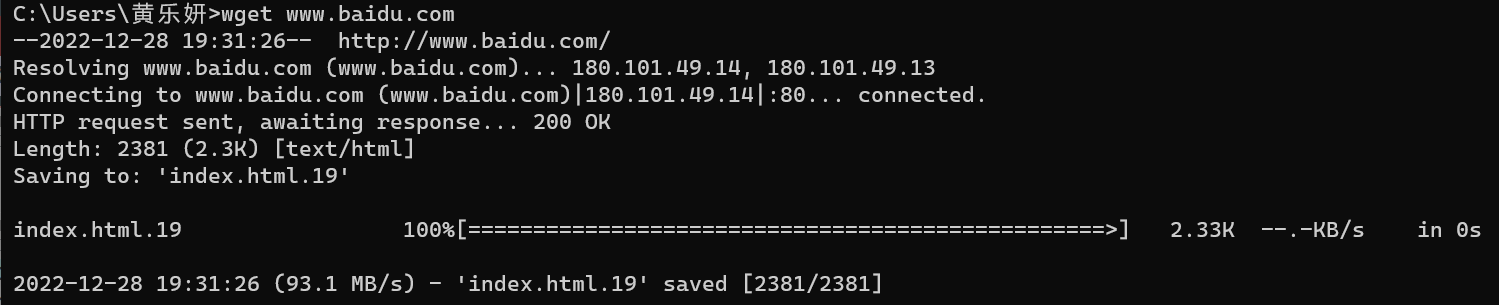 C:\Users\黄乐妍>wget www.baidu.com
--2022-12-28 19:31:26--  http://www.baidu.com/
Resolving www.baidu.com (www.baidu.com)... 180.101.49.14, 180.101.49.13
Connecting to www.baidu.com (www.baidu.com)|180.101.49.14|:80... connected.
HTTP request sent, awaiting response... 200 OK
Length: 2381 (2.3K) [text/html]
Saving to: 'index.html.19'
index.html.19                 100%[=================================================>]   2.33K  --.-KB/s    in 0s
2022-12-28 19:31:26 (93.1 MB/s) - 'index.html.19' saved [2381/2381]